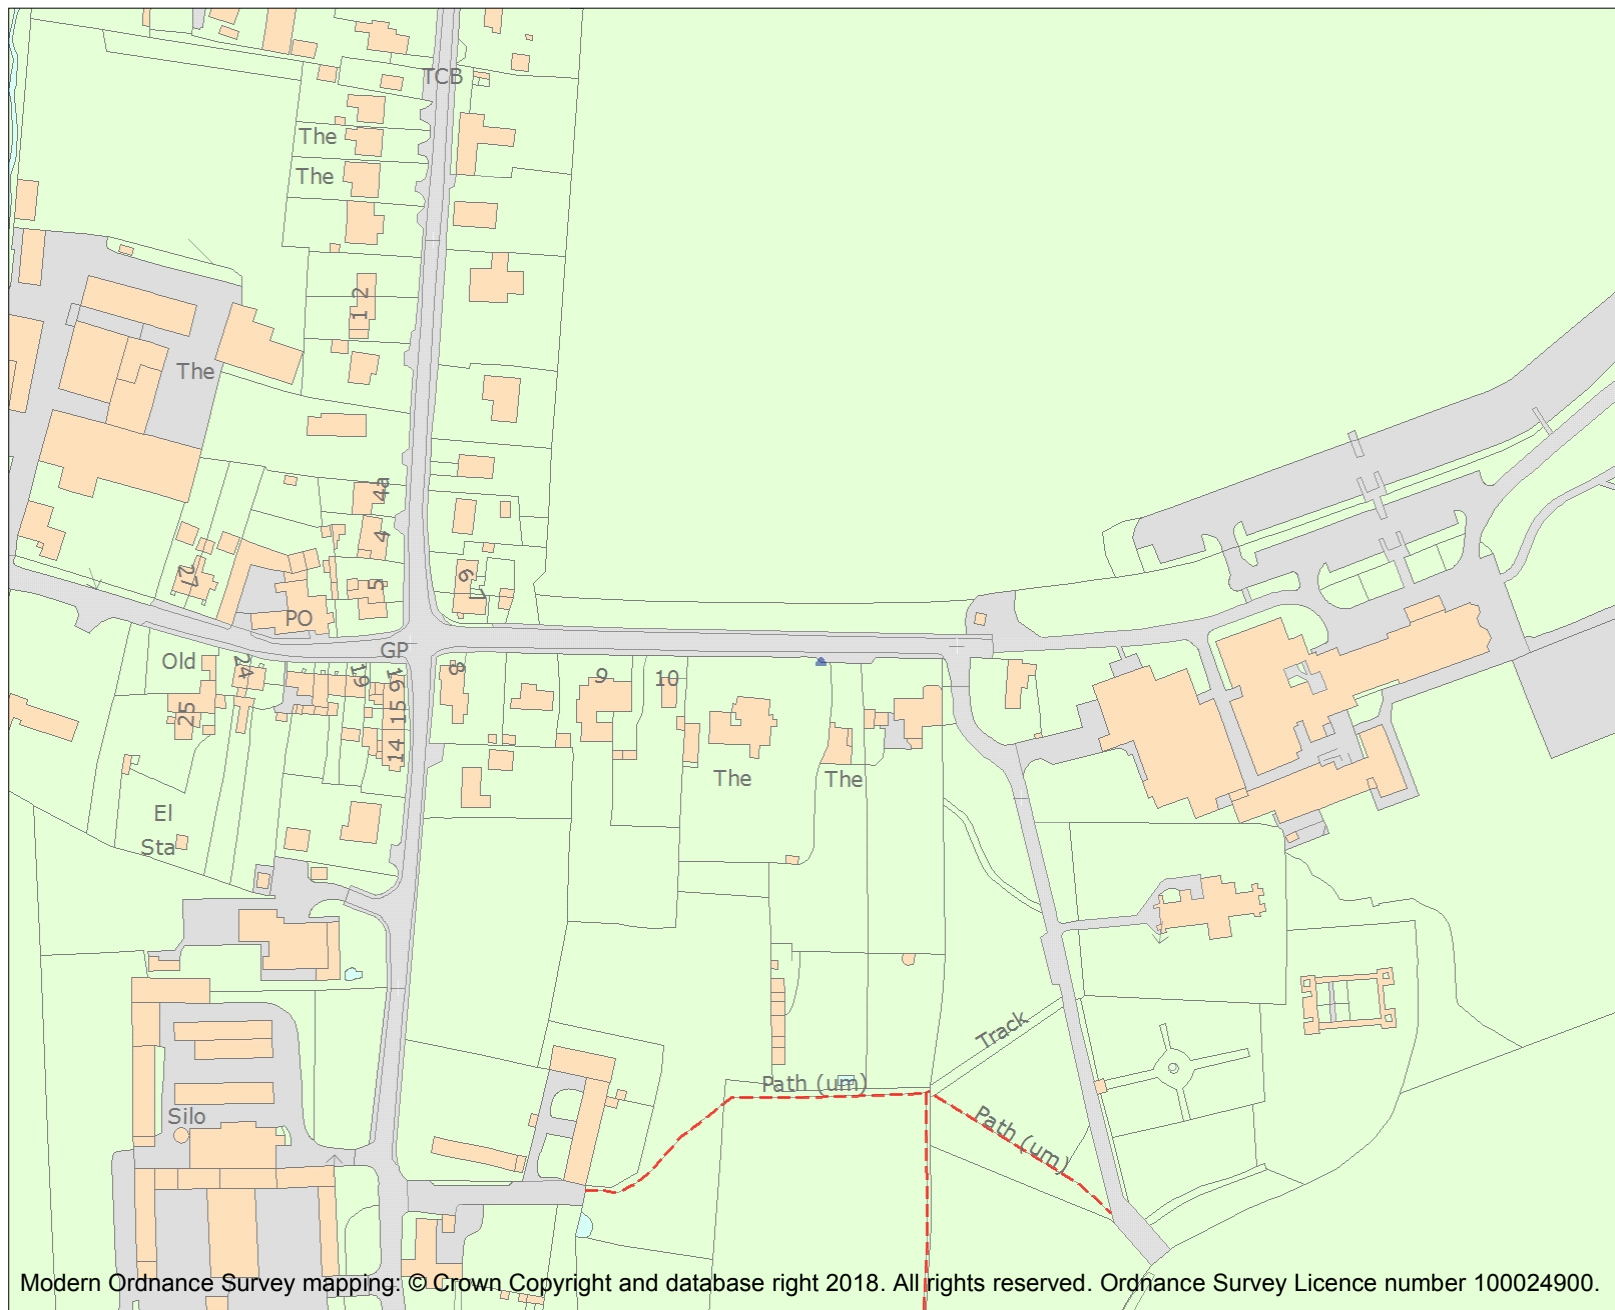 TCB
The
The
1 2
The
4a
4
5
27
6
7
PO
GP
Old
24
19
16
8
9
10
25
15
14
The
The
El
Sta
Track
Path (um)
Path (um)
Silo
Modern Ordnance Survey mapping: © Crown Copyright and database right 2018. All rights reserved. Ordnance Survey Licence number 100024900.